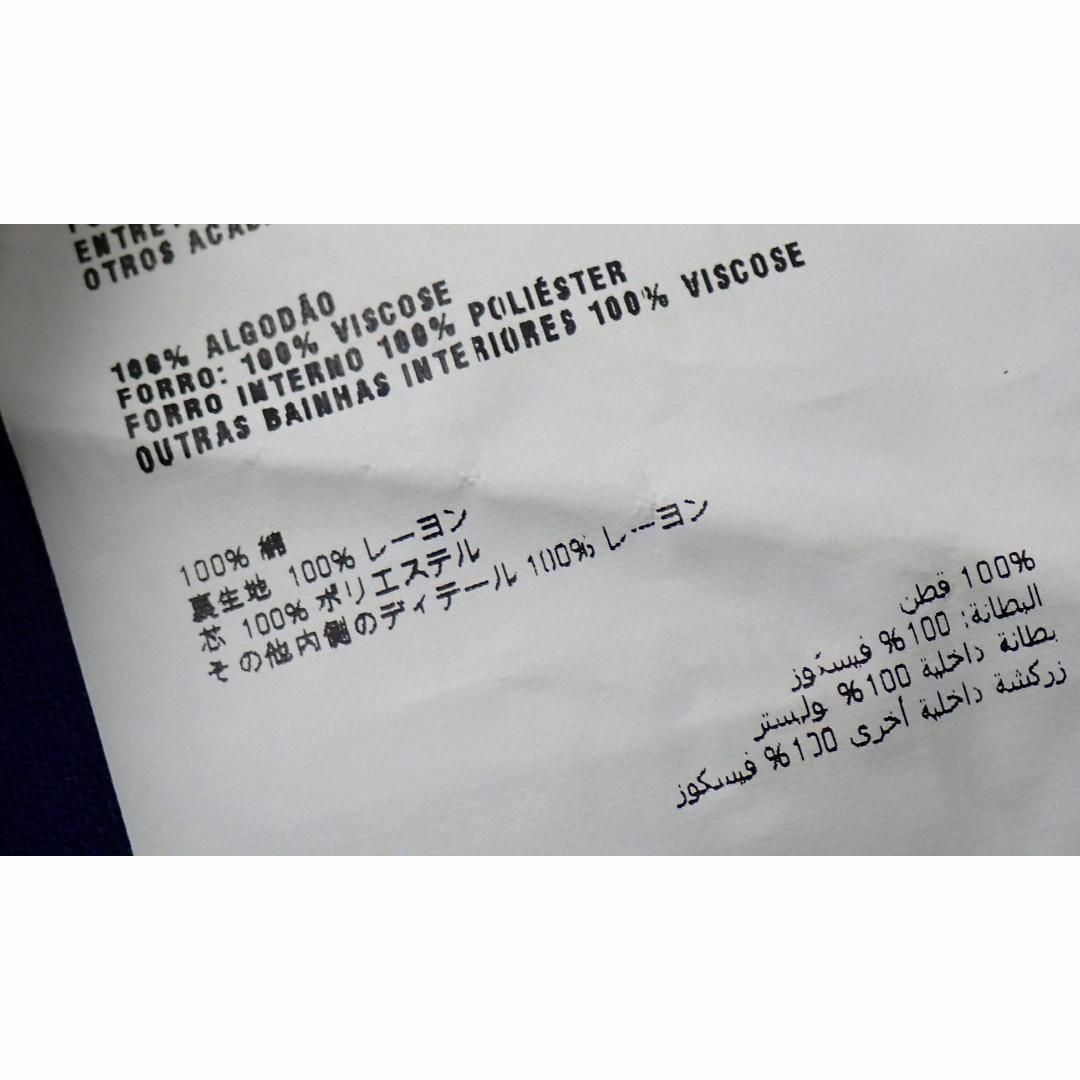 OTROS
100% ALGODÃO
FORRO: 100% VISCOSE
FORRO INTERNO 100% POLIÉSTER
OUTRAS BAINHAS INTERIORES 100% VISCOSE
100% 綿
裏生地 100% レーヨン
芯 100% ポリエステル
その他内側のディテール 100% レーヨン
100% قطن
البطانة: 100% فيسكوز
بطانة داخلية 100% بوليستر
زركشة داخلية أخرى 100% فيسكوز